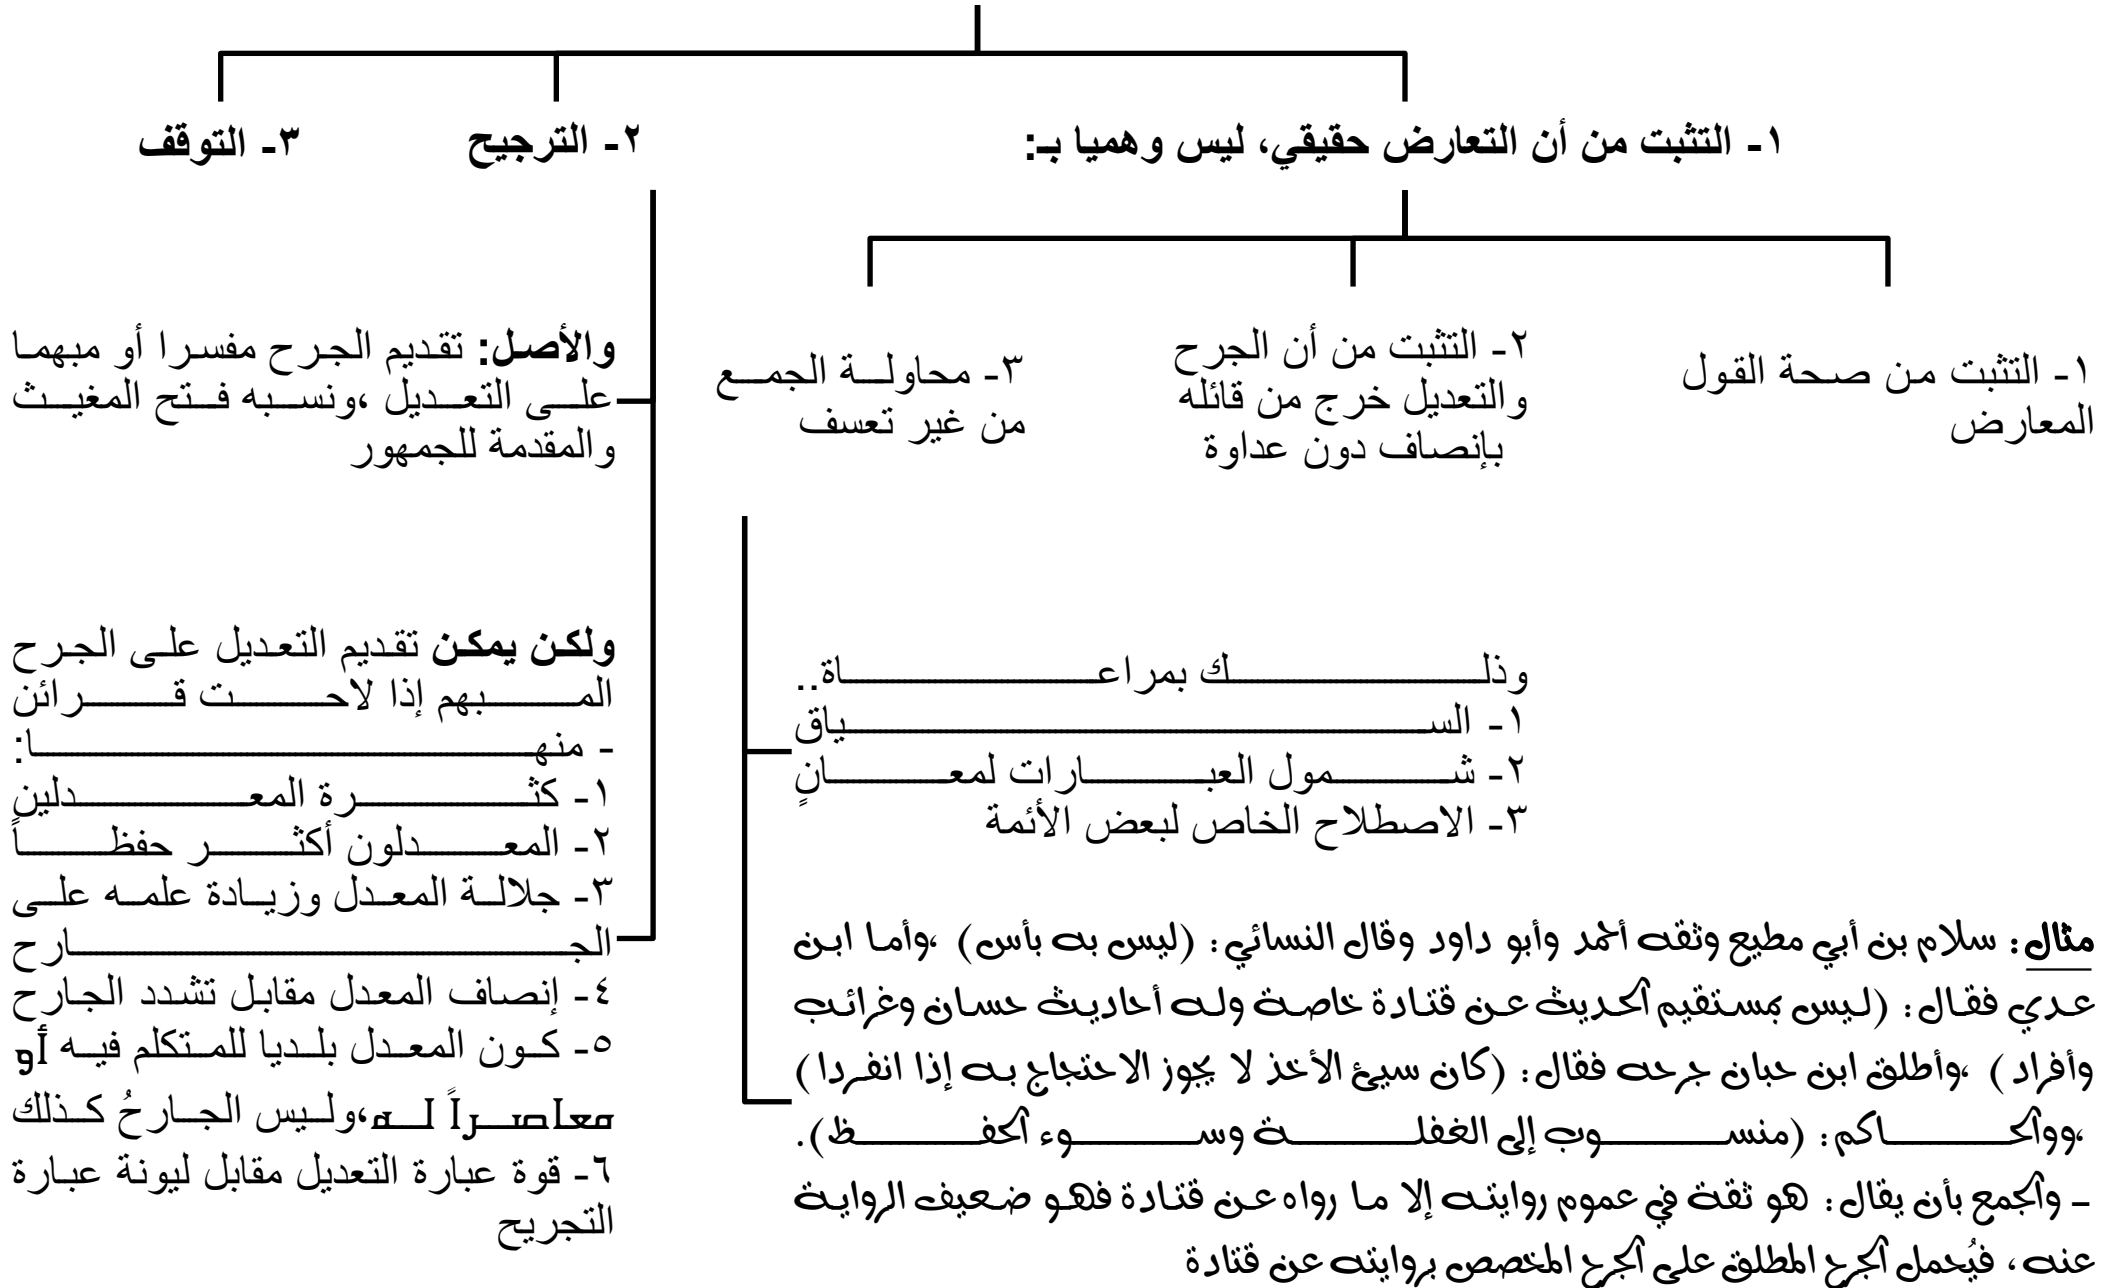 ١- التثبت من أن التعارض حقيقي، ليس وهميا بـ:
٢- الترجيح
٣- التوقف
١- التثبت من صحة القول
المعارض
٢- التثبت من أن الجرح
والتعديل خرج من قائله
بإنصاف دون عداوة
٣- محاولة الجمع
من غير تعسف
وذلك بمراعاة..
١- السياق
٢- شمول العبارات لمعانٍ
٣- الاصطلاح الخاص لبعض الأئمة
مثال: سلام بن أبي مطيع وثقه أحمد وأبو داود وقال النسائي: (ليس به بأس) ،وأما ابن
عدي فقال: (ليس بمستقيم الحديث عن قتادة خاصة وله أحاديث حسان وغرائب
وأفراد) ،وأطلق ابن حبان جرحه فقال: (كان سيئ الأخذ لا يجوز الاحتجاج به إذا انفردا)
،ووالحاكم: (منسوب إلى الغفلة وسوء الحفظ).
- والجمع بأن يقال: هو ثقة في عموم روايته إلا ما رواه عن قتادة فهو ضعيف الرواية
عنه، فيُحمل الجرح المطلق على الجرح المخصص بروايته عن قتادة
والأصل: تقديم الجرح مفسرا أو مبهما
على التعديل ،ونسبه فتح المغيث
والمقدمة للجمهور
ولكن يمكن تقديم التعديل على الجرح
المبهم إذا لاحت قرائن
- منها:
١- كثرة المعدلين
٢- المعدلون أكثر حفظاً
٣- جلالة المعدل وزيادة علمه على
الجارح
٤- إنصاف المعدل مقابل تشدد الجارح
٥- كون المعدل بلديا للمتكلم فيه أو
معاصراً له،وليس الجارحُ كذلك
٦- قوة عبارة التعديل مقابل ليونة عبارة
التجريح